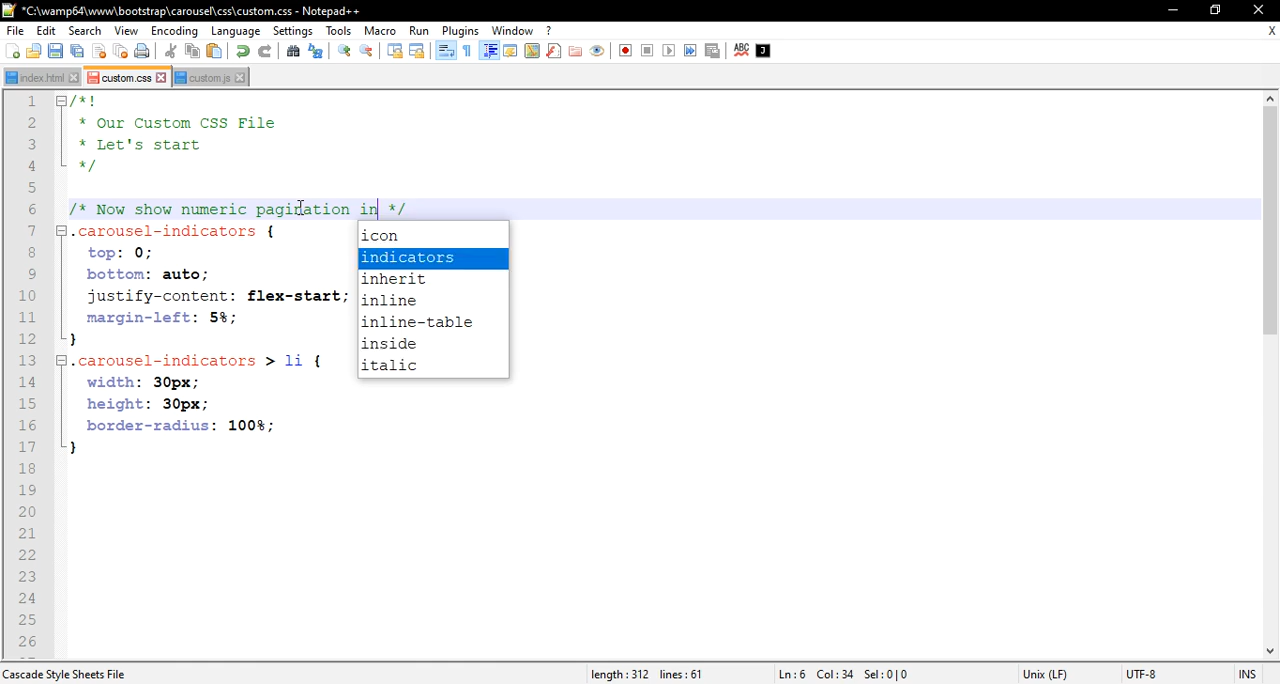 *C:\wamp64\www\bootstrap\carousel\css\custom.css - Notepad++
File Edit Search View Encoding Language Settings Tools Macro Run Plugins Window ? X
ABC J
index.html custom.css custom.js
1 /*!
2 * Our Custom CSS File
3 * Let's start
4 */
5
6 /* Now show numeric pagination in */
7 .carousel-indicators {
8 top: 0;
9 bottom: auto;
10 justify-content: flex-start;
11 margin-left: 5%;
12 }
13 .carousel-indicators > li {
14 width: 30px;
15 height: 30px;
16 border-radius: 100%;
17 }
18
19
20
21
22
23
24
25
26
icon
indicators
inherit
inline
inline-table
inside
italic
Cascade Style Sheets File length : 312 lines : 61 Ln : 6 Col : 34 Sel : 0 | 0 Unix (LF) UTF-8 INS